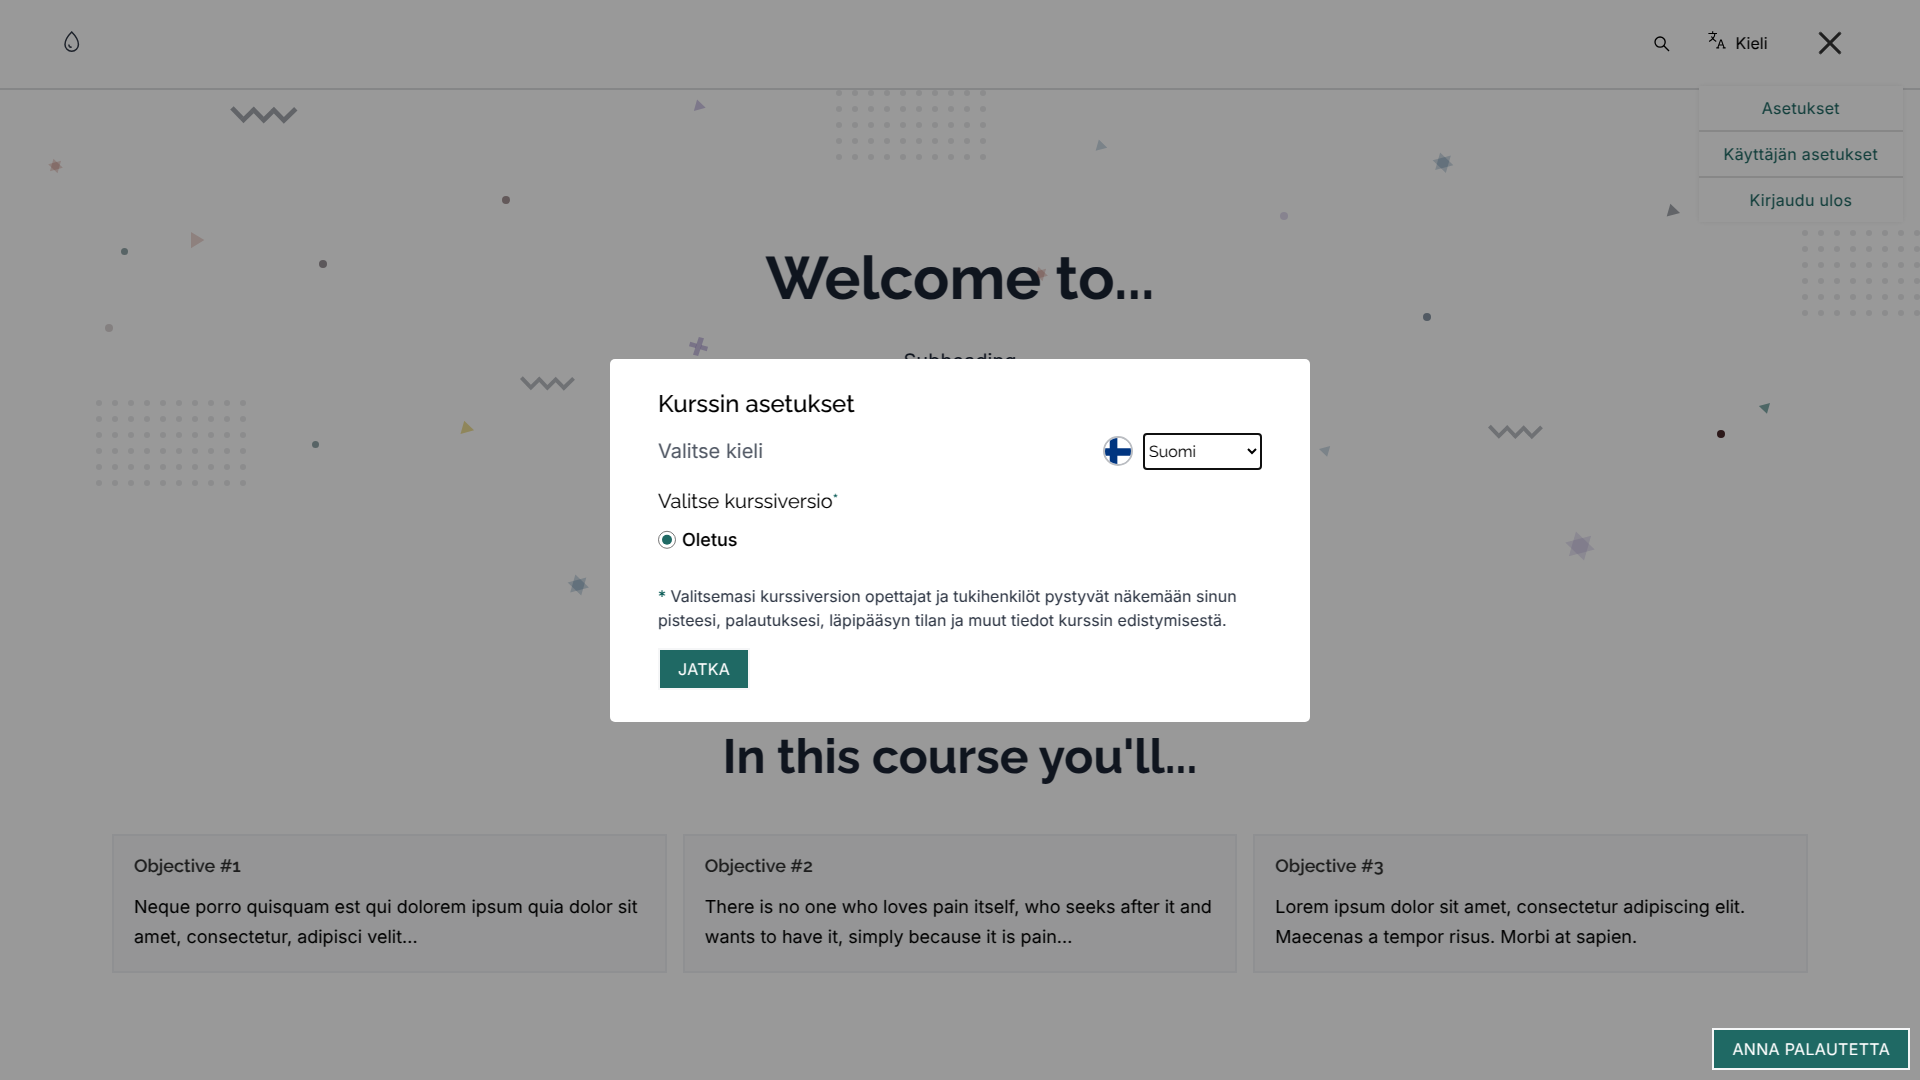 Kieli
Asetukset
Käyttäjän asetukset
Kirjaudu ulos
Welcome to...
Subheading
Kurssin asetukset
Valitse kieli
Suomi
Valitse kurssiversio*
Oletus
* Valitsemasi kurssiversion opettajat ja tukihenkilöt pystyvät näkemään sinun
pisteesi, palautuksesi, läpipääsyn tilan ja muut tiedot kurssin edistymisestä.
JATKA
In this course you'll...
Objective #1
Neque porro quisquam est qui dolorem ipsum quia dolor sit
amet, consectetur, adipisci velit...
Objective #2
There is no one who loves pain itself, who seeks after it and
wants to have it, simply because it is pain...
Objective #3
Lorem ipsum dolor sit amet, consectetur adipiscing elit.
Maecenas a tempor risus. Morbi at sapien.
ANNA PALAUTETTA